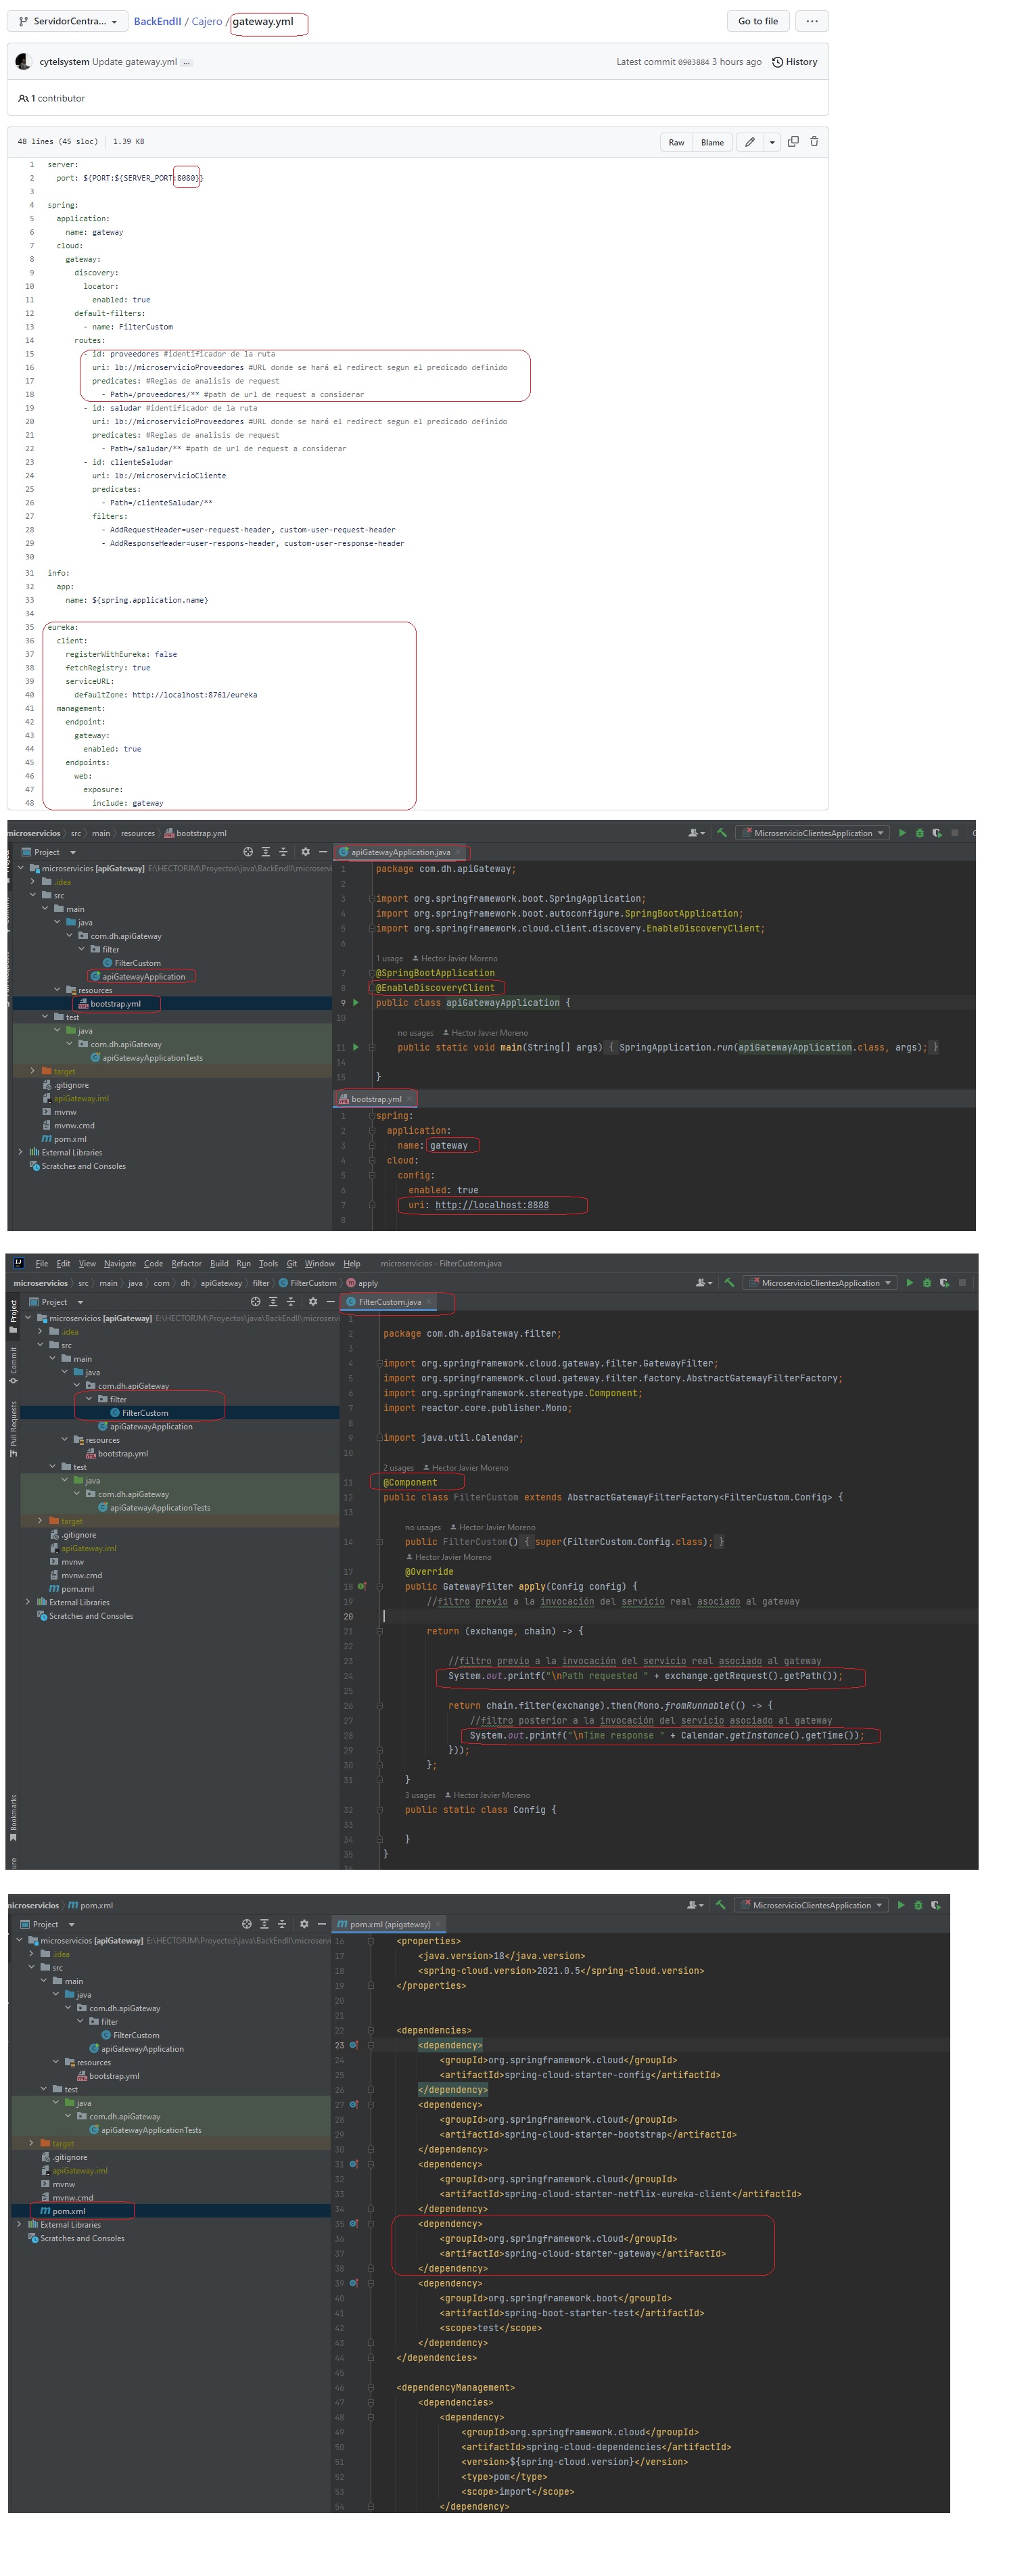 ServidorCentra...
BackEndII / Cajero / gateway.yml
Go to file
...
cytelsystem Update gateway.yml ...
Latest commit 0903884 3 hours ago
History
1 contributor
48 lines (45 sloc) 1.39 KB
Raw
Blame
1 server:
2 port: ${PORT:${SERVER_PORT:8080}}
3
4 spring:
5 application:
6 name: gateway
7 cloud:
8 gateway:
9 discovery:
10 locator:
11 enabled: true
12 default-filters:
13 - name: FilterCustom
14 routes:
15 - id: proveedores #identificador de la ruta
16 uri: lb://microservicioProveedores #URL donde se hará el redirect segun el predicado definido
17 predicates: #Reglas de analisis de request
18 - Path=/proveedores/** #path de url de request a considerar
19 - id: saludar #identificador de la ruta
20 uri: lb://microservicioProveedores #URL donde se hará el redirect segun el predicado definido
21 predicates: #Reglas de analisis de request
22 - Path=/saludar/** #path de url de request a considerar
23 - id: clienteSaludar
24 uri: lb://microservicioCliente
25 predicates:
26 - Path=/clienteSaludar/**
27 filters:
28 - AddRequestHeader=user-request-header, custom-user-request-header
29 - AddResponseHeader=user-respons-header, custom-user-response-header
30
31 info:
32 app:
33 name: ${spring.application.name}
34
35 eureka:
36 client:
37 registerWithEureka: false
38 fetchRegistry: true
39 serviceURL:
40 defaultZone: http://localhost:8761/eureka
41 management:
42 endpoint:
43 gateway:
44 enabled: true
45 endpoints:
46 web:
47 exposure:
48 include: gateway
microservicios src main resources bootstrap.yml
MicroservicioClientesApplication
Project
microservicios [apiGateway] E:\HECTORJM\Proyectos\java\BackEndII\microservi
.idea
src
main
java
com.dh.apiGateway
filter
FilterCustom
apiGatewayApplication
resources
bootstrap.yml
test
java
com.dh.apiGateway
apiGatewayApplicationTests
target
.gitignore
apiGateway.iml
mvnw
mvnw.cmd
pom.xml
External Libraries
Scratches and Consoles
apiGatewayApplication.java
1 package com.dh.apiGateway;
2
3 import org.springframework.boot.SpringApplication;
4 import org.springframework.boot.autoconfigure.SpringBootApplication;
5 import org.springframework.cloud.client.discovery.EnableDiscoveryClient;
6
1 usage Hector Javier Moreno
7 @SpringBootApplication
8 @EnableDiscoveryClient
9 public class apiGatewayApplication {
10
no usages Hector Javier Moreno
11 public static void main(String[] args) { SpringApplication.run(apiGatewayApplication.class, args); }
14
15 }
bootstrap.yml
1 spring:
2 application:
3 name: gateway
4 cloud:
5 config:
6 enabled: true
7 uri: http://localhost:8888
8
File Edit View Navigate Code Refactor Build Run Tools Git Window Help microservicios - FilterCustom.java
microservicios src main java com dh apiGateway filter FilterCustom apply
MicroservicioClientesApplication
Project
Commit
Pull Requests
Bookmarks
Project
microservicios [apiGateway] E:\HECTORJM\Proyectos\java\BackEndII\microserv
.idea
src
main
java
com.dh.apiGateway
filter
FilterCustom
apiGatewayApplication
resources
bootstrap.yml
test
java
com.dh.apiGateway
apiGatewayApplicationTests
target
.gitignore
apiGateway.iml
mvnw
mvnw.cmd
pom.xml
External Libraries
Scratches and Consoles
FilterCustom.java
1
2 package com.dh.apiGateway.filter;
3
4 import org.springframework.cloud.gateway.filter.GatewayFilter;
5 import org.springframework.cloud.gateway.filter.factory.AbstractGatewayFilterFactory;
6 import org.springframework.stereotype.Component;
7 import reactor.core.publisher.Mono;
8
9 import java.util.Calendar;
10
2 usages Hector Javier Moreno
11 @Component
12 public class FilterCustom extends AbstractGatewayFilterFactory<FilterCustom.Config> {
13
no usages Hector Javier Moreno
14 public FilterCustom() { super(FilterCustom.Config.class); }
Hector Javier Moreno
17 @Override
18 public GatewayFilter apply(Config config) {
19 //filtro previo a la invocación del servicio real asociado al gateway
20
21 return (exchange, chain) -> {
22
23 //filtro previo a la invocación del servicio real asociado al gateway
24 System.out.printf("\nPath requested " + exchange.getRequest().getPath());
25
26 return chain.filter(exchange).then(Mono.fromRunnable(() -> {
27 //filtro posterior a la invocación del servicio asociado al gateway
28 System.out.printf("\nTime response " + Calendar.getInstance().getTime());
29 }));
30 };
31 }
3 usages Hector Javier Moreno
32 public static class Config {
33
34 }
35 }
microservicios pom.xml
MicroservicioClientesApplication
Project
microservicios [apiGateway] E:\HECTORJM\Proyectos\java\BackEndII\microservi
.idea
src
main
java
com.dh.apiGateway
filter
FilterCustom
apiGatewayApplication
resources
bootstrap.yml
test
java
com.dh.apiGateway
apiGatewayApplicationTests
target
.gitignore
apiGateway.iml
mvnw
mvnw.cmd
pom.xml
External Libraries
Scratches and Consoles
pom.xml (apigateway)
16 <properties>
17 <java.version>18</java.version>
18 <spring-cloud.version>2021.0.5</spring-cloud.version>
19 </properties>
20
21
22 <dependencies>
23 <dependency>
24 <groupId>org.springframework.cloud</groupId>
25 <artifactId>spring-cloud-starter-config</artifactId>
26 </dependency>
27 <dependency>
28 <groupId>org.springframework.cloud</groupId>
29 <artifactId>spring-cloud-starter-bootstrap</artifactId>
30 </dependency>
31 <dependency>
32 <groupId>org.springframework.cloud</groupId>
33 <artifactId>spring-cloud-starter-netflix-eureka-client</artifactId>
34 </dependency>
35 <dependency>
36 <groupId>org.springframework.cloud</groupId>
37 <artifactId>spring-cloud-starter-gateway</artifactId>
38 </dependency>
39 <dependency>
40 <groupId>org.springframework.boot</groupId>
41 <artifactId>spring-boot-starter-test</artifactId>
42 <scope>test</scope>
43 </dependency>
44 </dependencies>
45
46 <dependencyManagement>
47 <dependencies>
48 <dependency>
49 <groupId>org.springframework.cloud</groupId>
50 <artifactId>spring-cloud-dependencies</artifactId>
51 <version>${spring-cloud.version}</version>
52 <type>pom</type>
53 <scope>import</scope>
54 </dependency>